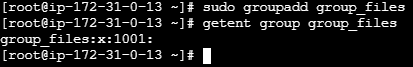 [root@ip-172-31-0-13 ~]# sudo groupadd group_files
[root@ip-172-31-0-13 ~]# getent group group_files
group_files:x:1001:
[root@ip-172-31-0-13 ~]#